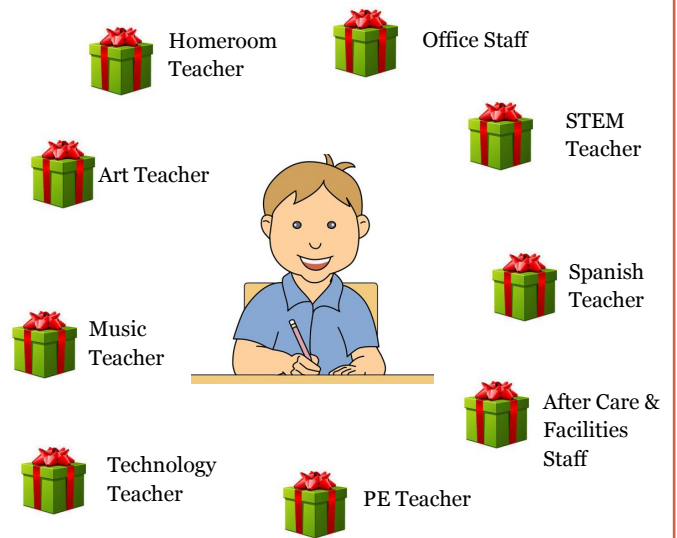 Homeroom
Teacher
Office Staff
STEM
Teacher
Art Teacher
Spanish
Teacher
Music
Teacher
After Care &
Facilities
Staff
Technology
Teacher
PE Teacher